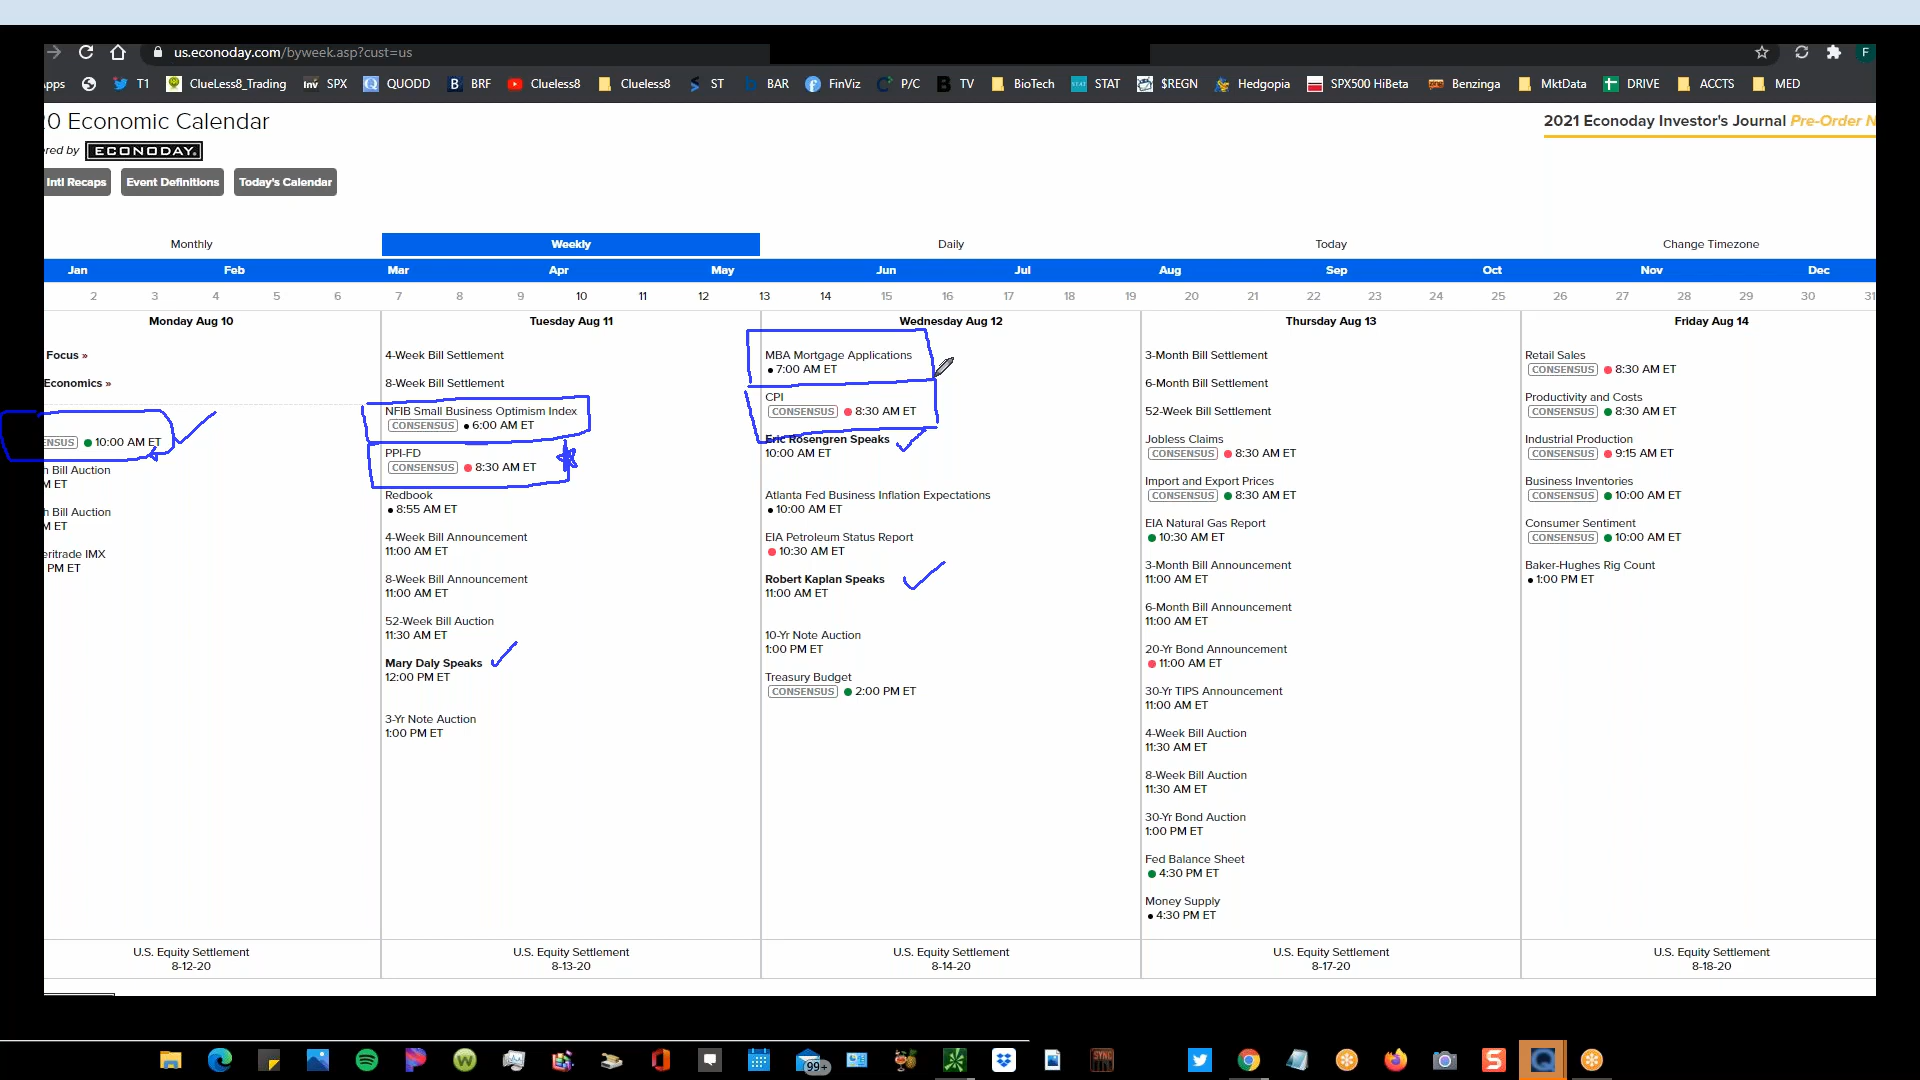 us.econoday.com/byweek.asp?cust=us
F
T1 ClueLess8_Trading inv SPX QUODD B BRF Clueless8 Clueless8 ST BAR FinViz P/C TV BioTech STAT $REGN Hedgopia SPX500 HiBeta Benzinga MktData DRIVE ACCTS MED
0 Economic Calendar
2021 Econoday Investor's Journal Pre-Order N
red by ECONODAY.
Intl Recaps Event Definitions Today's Calendar
Monthly Weekly Daily Today Change Timezone
Jan Feb Mar Apr May Jun Jul Aug Sep Oct Nov Dec
2 3 4 5 6 7 8 9 10 11 12 13 14 15 16 17 18 19 20 21 22 23 24 25 26 27 28 29 30 31
Monday Aug 10
Focus »
Economics »
ENSUS 10:00 AM ET
h Bill Auction
M ET
h Bill Auction
M ET
eritrade IMX
PM ET
U.S. Equity Settlement
8-12-20
Tuesday Aug 11
4-Week Bill Settlement
8-Week Bill Settlement
NFIB Small Business Optimism Index
CONSENSUS 6:00 AM ET
PPI-FD
CONSENSUS 8:30 AM ET
Redbook
8:55 AM ET
4-Week Bill Announcement
11:00 AM ET
8-Week Bill Announcement
11:00 AM ET
52-Week Bill Auction
11:30 AM ET
Mary Daly Speaks
12:00 PM ET
3-Yr Note Auction
1:00 PM ET
U.S. Equity Settlement
8-13-20
Wednesday Aug 12
MBA Mortgage Applications
7:00 AM ET
CPI
CONSENSUS 8:30 AM ET
Eric Rosengren Speaks
10:00 AM ET
Atlanta Fed Business Inflation Expectations
10:00 AM ET
EIA Petroleum Status Report
10:30 AM ET
Robert Kaplan Speaks
11:00 AM ET
10-Yr Note Auction
1:00 PM ET
Treasury Budget
CONSENSUS 2:00 PM ET
U.S. Equity Settlement
8-14-20
Thursday Aug 13
3-Month Bill Settlement
6-Month Bill Settlement
52-Week Bill Settlement
Jobless Claims
CONSENSUS 8:30 AM ET
Import and Export Prices
CONSENSUS 8:30 AM ET
EIA Natural Gas Report
10:30 AM ET
3-Month Bill Announcement
11:00 AM ET
6-Month Bill Announcement
11:00 AM ET
20-Yr Bond Announcement
11:00 AM ET
30-Yr TIPS Announcement
11:00 AM ET
4-Week Bill Auction
11:30 AM ET
8-Week Bill Auction
11:30 AM ET
30-Yr Bond Auction
1:00 PM ET
Fed Balance Sheet
4:30 PM ET
Money Supply
4:30 PM ET
U.S. Equity Settlement
8-17-20
Friday Aug 14
Retail Sales
CONSENSUS 8:30 AM ET
Productivity and Costs
CONSENSUS 8:30 AM ET
Industrial Production
CONSENSUS 9:15 AM ET
Business Inventories
CONSENSUS 10:00 AM ET
Consumer Sentiment
CONSENSUS 10:00 AM ET
Baker-Hughes Rig Count
1:00 PM ET
U.S. Equity Settlement
8-18-20
99+
SYNC